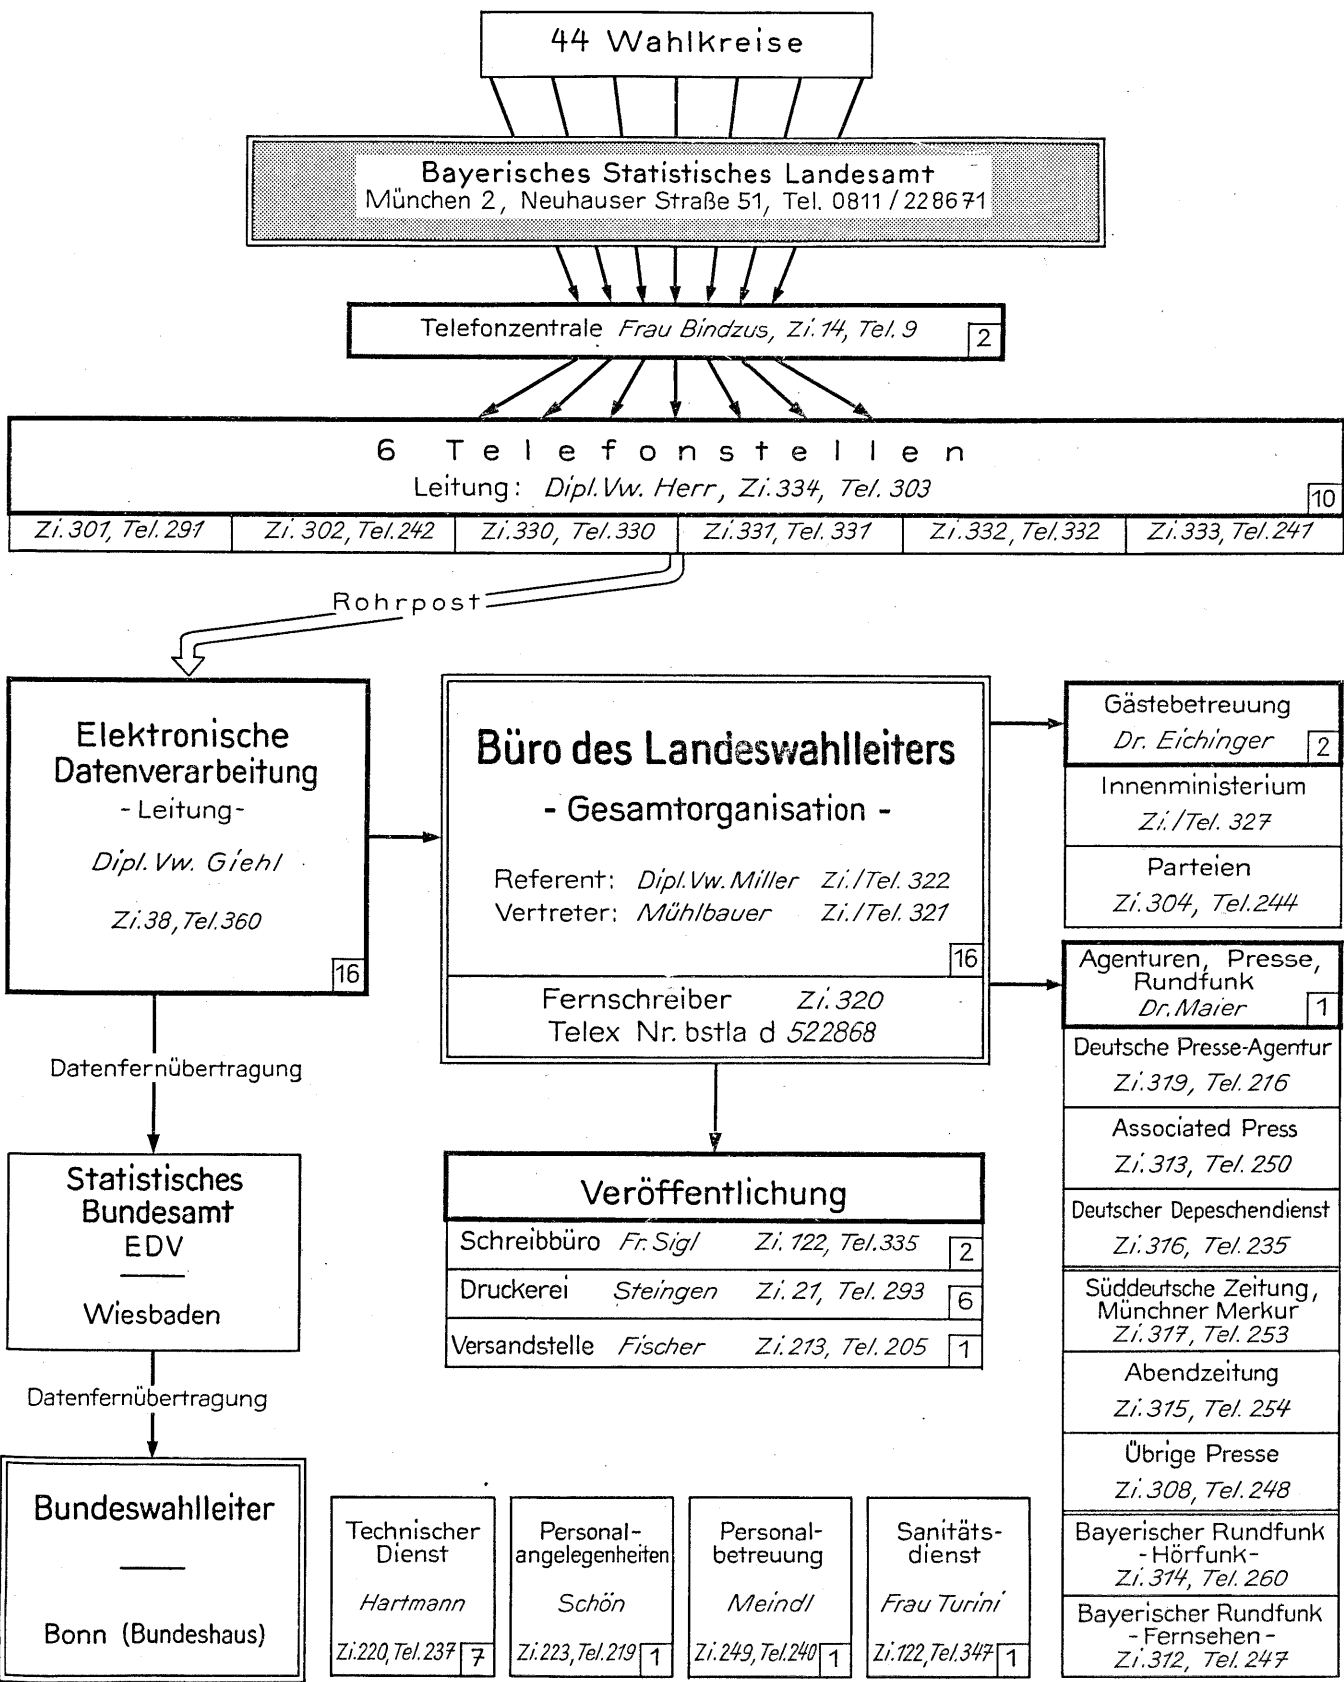 44 Wahlkreise
Bayerisches Statistisches Landesamt
München 2, Neuhauser Straße 51, Tel. 0811 / 228671
Telefonzentrale Frau Bindzus, Zi. 14, Tel. 9
2
6 Telefonstellen
Leitung: Dipl. Vw. Herr, Zi. 334, Tel. 303
10
Zi. 301, Tel. 291
Zi. 302, Tel. 242
Zi. 330, Tel. 330
Zi. 331, Tel. 331
Zi. 332, Tel. 332
Zi. 333, Tel. 241
Rohrpost
Elektronische
Datenverarbeitung
- Leitung -
Dipl. Vw. Giehl
Zi. 38, Tel. 360
16
Datenfernübertragung
Statistisches
Bundesamt
EDV
Wiesbaden
Datenfernübertragung
Bundeswahlleiter
Bonn (Bundeshaus)
Büro des Landeswahlleiters
- Gesamtorganisation -
Referent: Dipl. Vw. Miller Zi./Tel. 322
Vertreter: Mühlbauer Zi./Tel. 321
16
Fernschreiber Zi. 320
Telex Nr. bstla d 522868
Veröffentlichung
Schreibbüro Fr. Sigl Zi. 122, Tel. 335 2
Druckerei Steingen Zi. 21, Tel. 293 6
Versandstelle Fischer Zi. 213, Tel. 205 1
Gästebetreuung
Dr. Eichinger 2
Innenministerium
Zi./Tel. 327
Parteien
Zi. 304, Tel. 244
Agenturen, Presse,
Rundfunk
Dr. Maier 1
Deutsche Presse-Agentur
Zi. 319, Tel. 216
Associated Press
Zi. 313, Tel. 250
Deutscher Depeschendienst
Zi. 316, Tel. 235
Süddeutsche Zeitung,
Münchner Merkur
Zi. 317, Tel. 253
Abendzeitung
Zi. 315, Tel. 254
Übrige Presse
Zi. 308, Tel. 248
Bayerischer Rundfunk
- Hörfunk -
Zi. 314, Tel. 260
Bayerischer Rundfunk
- Fernsehen -
Zi. 312, Tel. 247
Technischer
Dienst
Hartmann
Zi. 220, Tel. 237 7
Personal-
angelegenheiten
Schön
Zi. 223, Tel. 219 1
Personal-
betreuung
Meindl
Zi. 249, Tel. 240 1
Sanitäts-
dienst
Frau Turini
Zi. 122, Tel. 347 1